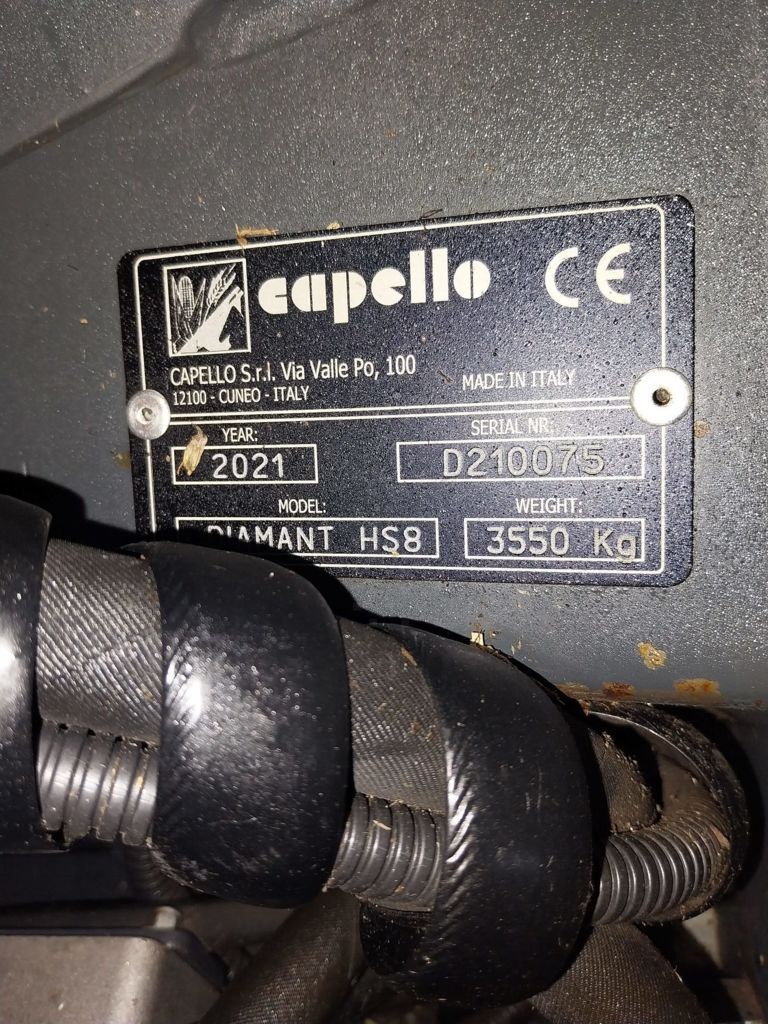 capello CE
CAPELLO S.r.l. Via Valle Po, 100
12100 - CUNEO - ITALY
MADE IN ITALY
YEAR:
2021
SERIAL NR:
D210075
MODEL:
DIAMANT HS8
WEIGHT:
3550 Kg